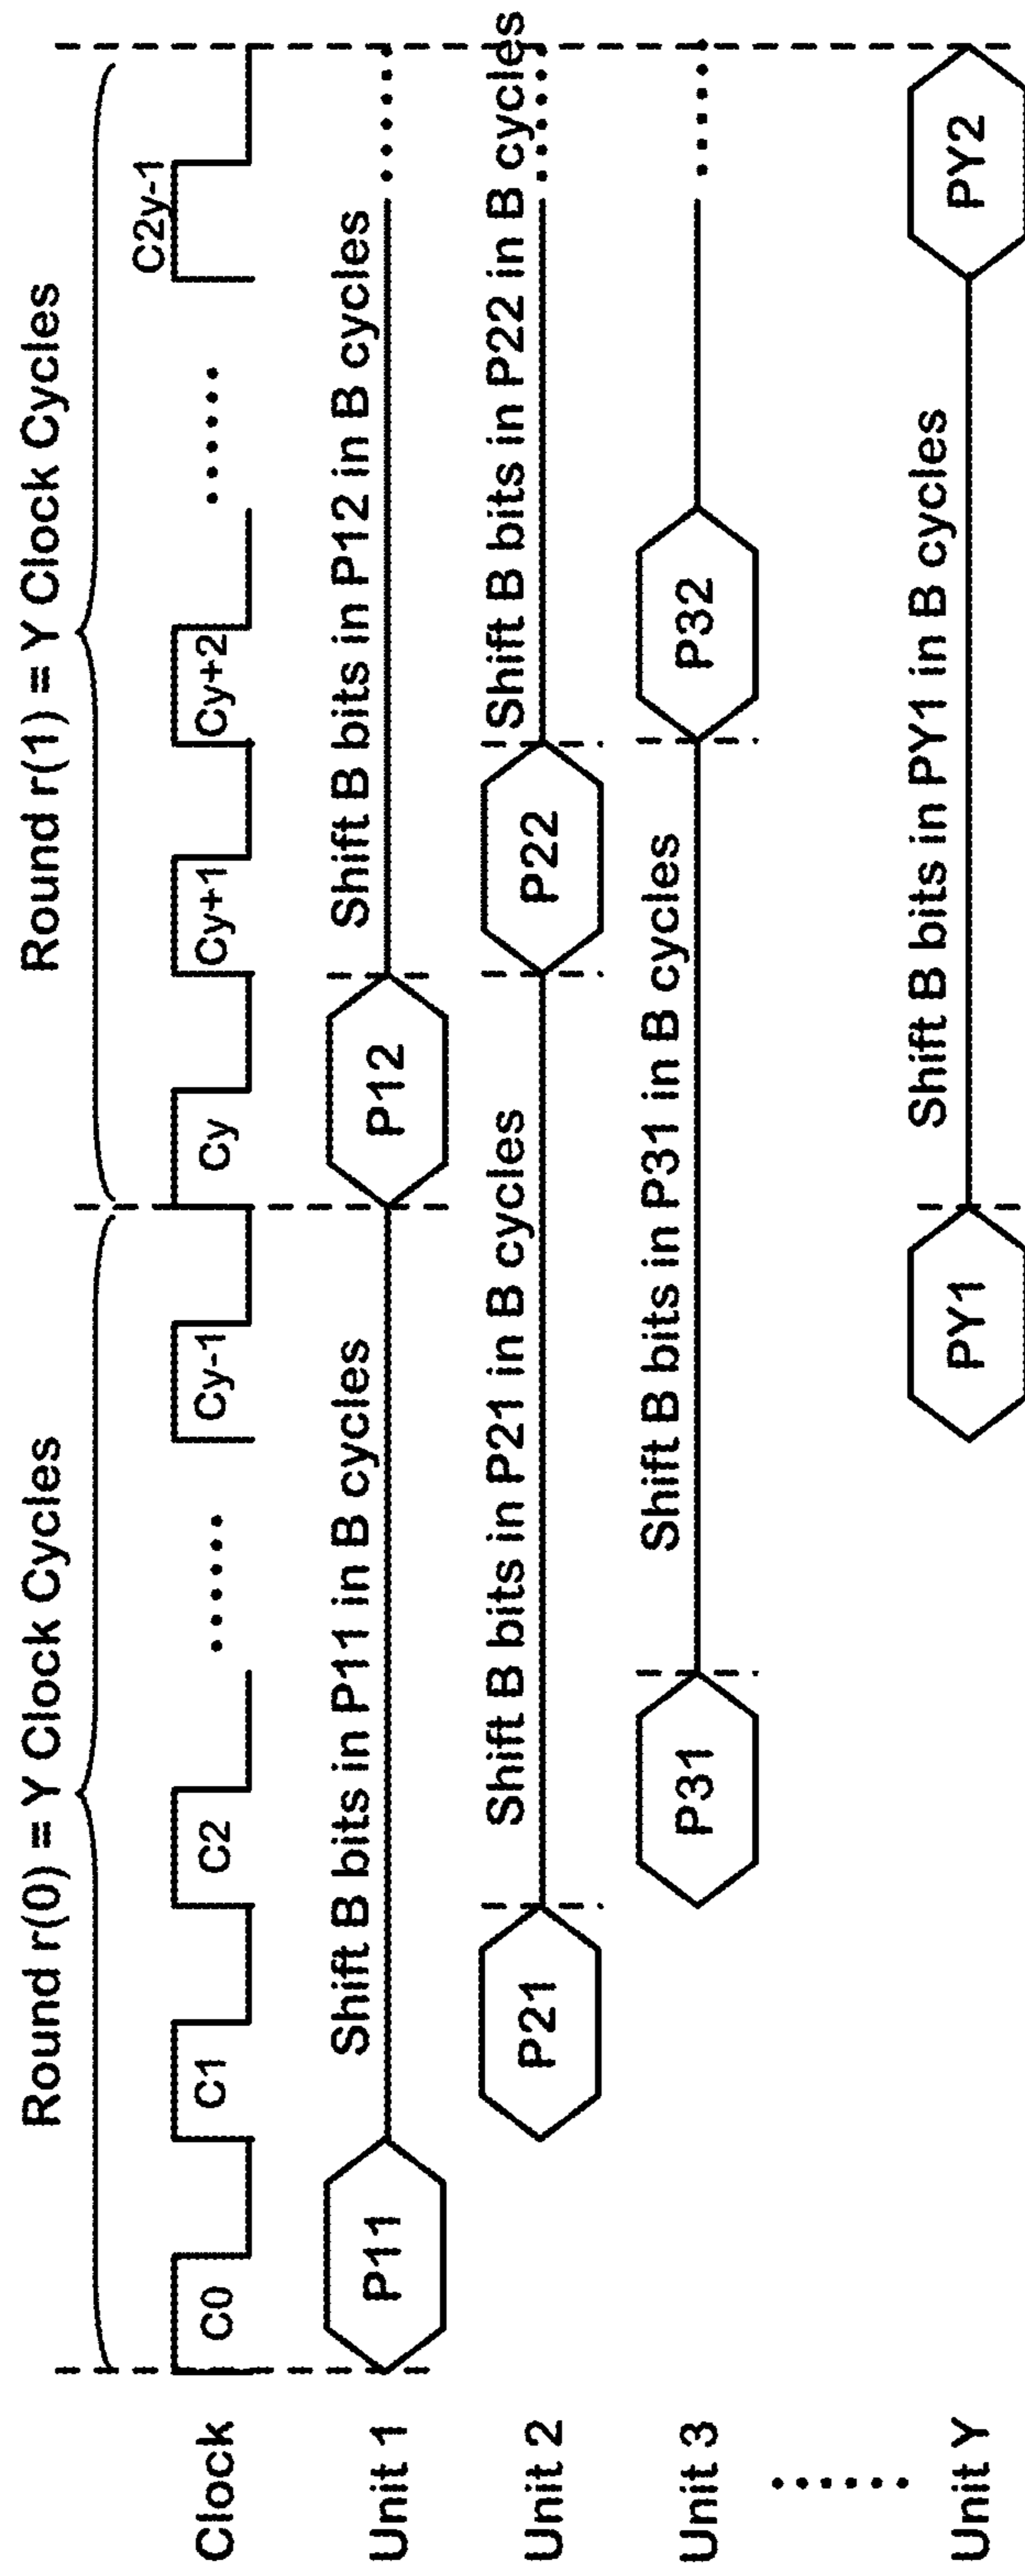 Round r(0) = Y Clock Cycles
Round r(1) = Y Clock Cycles
Clock
C0
C1
C2
......
Cy-1
Cy
Cy+1
Cy+2
......
C2y-1
Unit 1
P11
Shift B bits in P11 in B cycles
P12
Shift B bits in P12 in B cycles
.....
Unit 2
P21
Shift B bits in P21 in B cycles
P22
Shift B bits in P22 in B cycles
.....
Unit 3
P31
Shift B bits in P31 in B cycles
P32
.....
......
Unit Y
PY1
Shift B bits in PY1 in B cycles
PY2